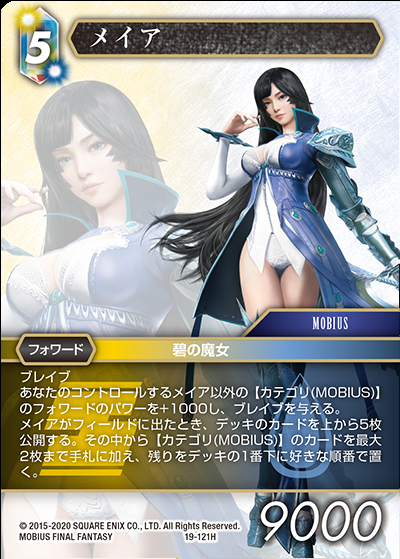 5
メイア
MOBIUS
フォワード
碧の魔女
ブレイブ
あなたのコントロールするメイア以外の【カテゴリ(MOBIUS)】
のフォワードのパワーを+1000し、ブレイブを与える。
メイアがフィールドに出たとき、デッキのカードを上から5枚
公開する。その中から【カテゴリ(MOBIUS)】のカードを最大
2枚まで手札に加え、残りをデッキの1番下に好きな順番で置
く。
© 2015-2020 SQUARE ENIX CO., LTD. All Rights Reserved.
MOBIUS FINAL FANTASY
19-121H
9000